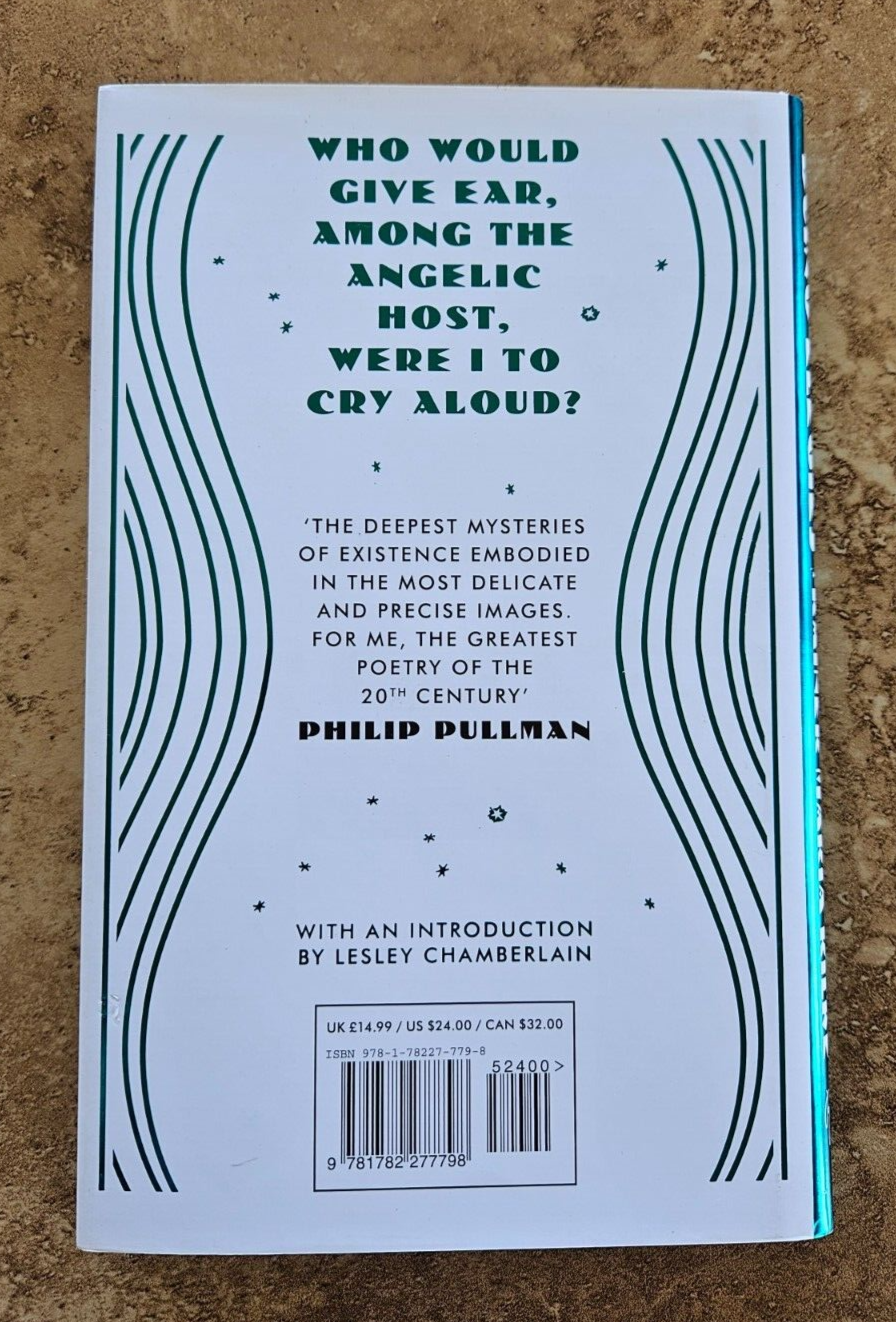 WHO WOULD
GIVE EAR,
AMONG THE
ANGELIC
HOST,
WERE I TO
CRY ALOUD?
‘THE DEEPEST MYSTERIES
OF EXISTENCE EMBODIED
IN THE MOST DELICATE
AND PRECISE IMAGES.
FOR ME, THE GREATEST
POETRY OF THE
20TH CENTURY’
PHILIP PULLMAN
WITH AN INTRODUCTION
BY LESLEY CHAMBERLAIN
UK £14.99 / US $24.00 / CAN $32.00
ISBN 978-1-78227-779-8
52400>
9 781782 277798